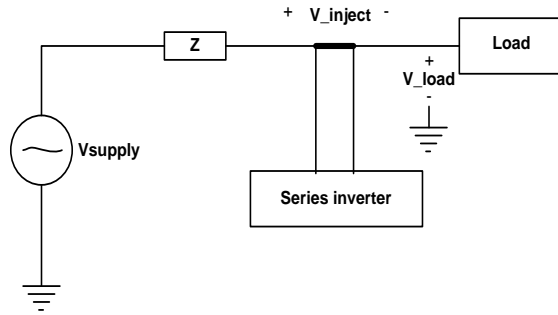 + V_inject -
Z
Load
+
V_load
-
Vsupply
Series inverter